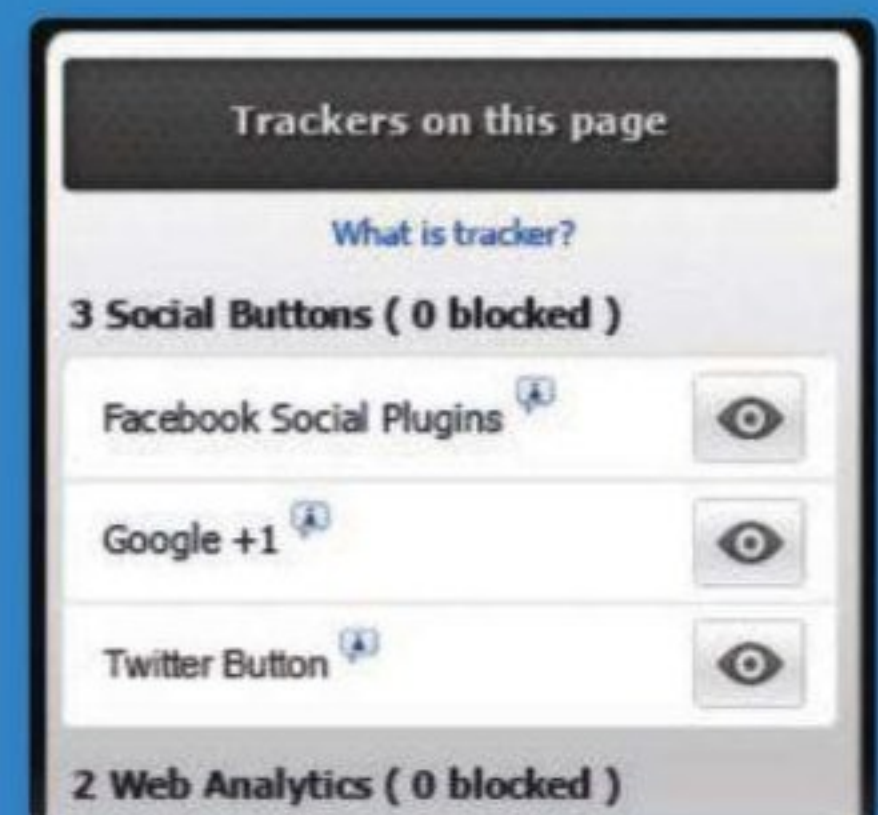 Trackers on this page
What is tracker?
3 Social Buttons ( 0 blocked )
Facebook Social Plugins
Google +1
Twitter Button
2 Web Analytics ( 0 blocked )